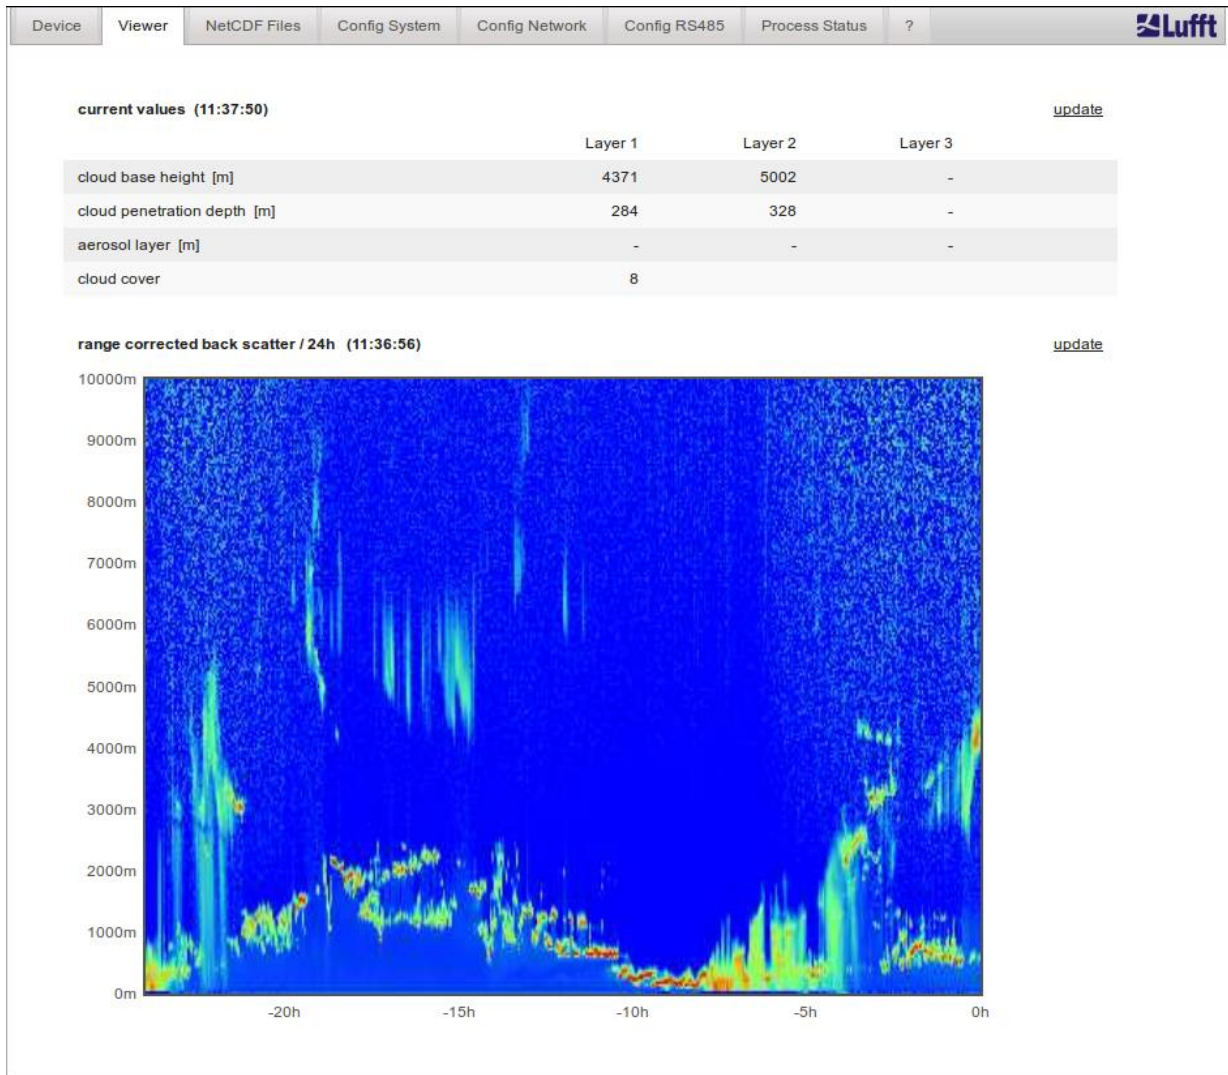 Device Viewer NetCDF Files Config System Config Network Config RS485 Process Status ? Lufft
current values (11:37:50) update
Layer 1 Layer 2 Layer 3
cloud base height [m] 4371 5002 -
cloud penetration depth [m] 284 328 -
aerosol layer [m] - - -
cloud cover 8
range corrected back scatter / 24h (11:36:56) update
10000m
9000m
8000m
7000m
6000m
5000m
4000m
3000m
2000m
1000m
0m
-20h -15h -10h -5h 0h